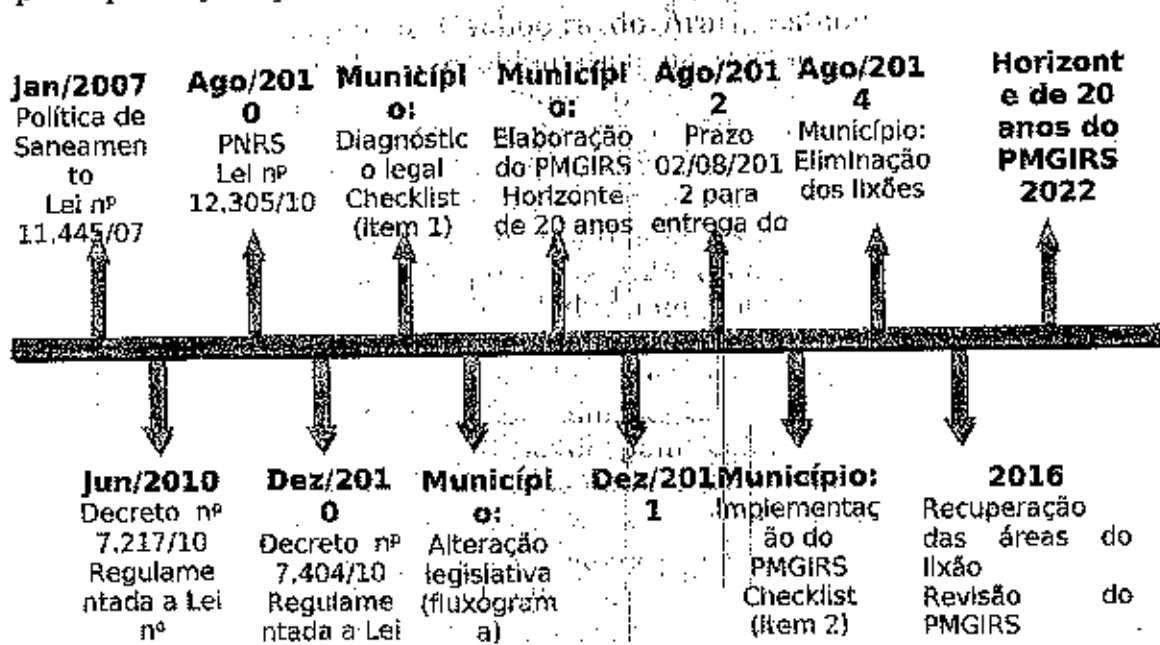 Jan/2007
Política de
Saneamen
to
Lei nº
11.445/07
Ago/201
0
PNRS
Lei nº
12.305/10
Municípi
o:
Diagnóstic
o legal
Checklist
(item 1)
Municípi
o:
Elaboração
do PMGIRS
Horizonte
de 20 anos
Ago/201
2
Prazo
02/08/201
2 para
entrega do
Ago/201
4
Município:
Eliminação
dos lixões
Horizont
e de 20
anos do
PMGIRS
2022
Jun/2010
Decreto nº
7.217/10
Regulame
ntada a Lei
nº
Dez/201
0
Decreto nº
7.404/10
Regulame
ntada a Lei
Municípi
o:
Alteração
legislativa
(fluxogram
a)
Dez/201
1
Município:
Implementaç
ão do
PMGIRS
Checklist
(item 2)
2016
Recuperação
das áreas do
lixão
Revisão do
PMGIRS